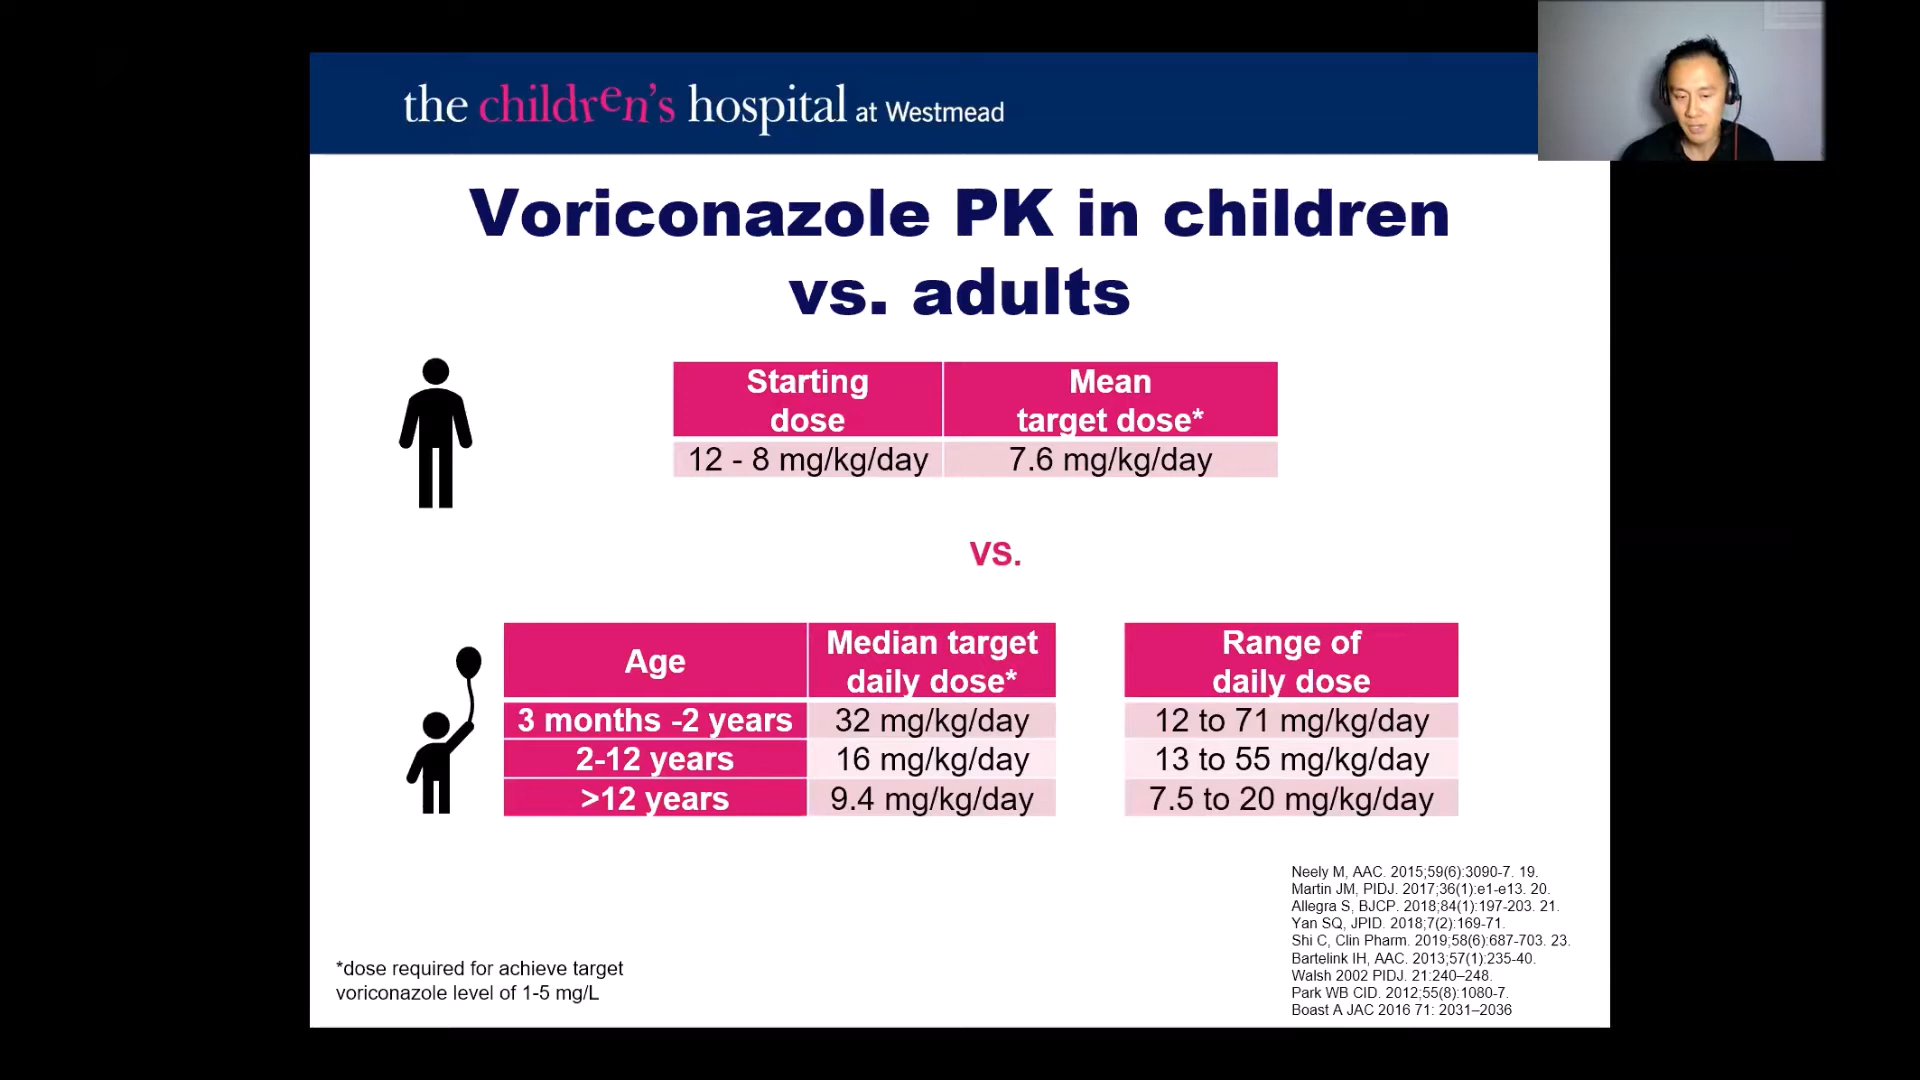 the children's hospital at Westmead
Voriconazole PK in children
vs. adults
Starting
dose
Mean
target dose*
12 - 8 mg/kg/day
7.6 mg/kg/day
VS.
Age
Median target
daily dose*
Range of
daily dose
3 months -2 years
32 mg/kg/day
12 to 71 mg/kg/day
2-12 years
16 mg/kg/day
13 to 55 mg/kg/day
>12 years
9.4 mg/kg/day
7.5 to 20 mg/kg/day
Neely M, AAC. 2015;59(6):3090-7. 19.
Martin JM, PIDJ. 2017;36(1):e1-e13. 20.
Allegra S, BJCP. 2018;84(1):197-203. 21.
Yan SQ, JPID. 2018;7(2):169-71.
Shi C, Clin Pharm. 2019;58(6):687-703. 23.
Bartelink IH, AAC. 2013;57(1):235-40.
Walsh 2002 PIDJ. 21:240–248.
Park WB CID. 2012;55(8):1080-7.
Boast A JAC 2016 71: 2031–2036
*dose required for achieve target
voriconazole level of 1-5 mg/L